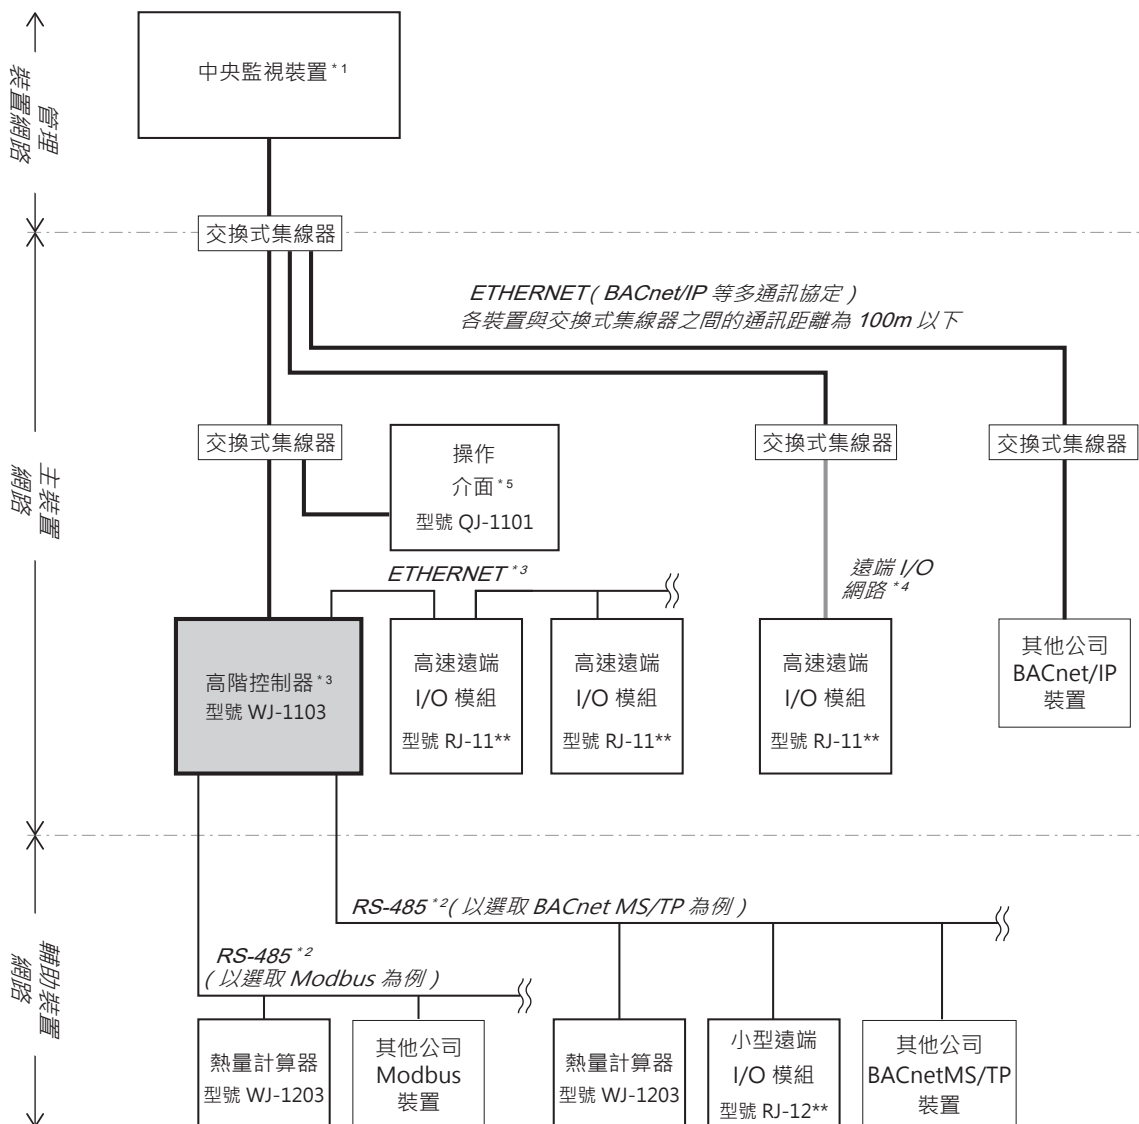 管理
裝置網路
中央監視裝置 *1
交換式集線器
ETHERNET ( BACnet/IP 等多通訊協定 )
各裝置與交換式集線器之間的通訊距離為 100m 以下
主裝置
網路
交換式集線器
操作
介面 *5
型號 QJ-1101
交換式集線器
交換式集線器
ETHERNET *3
遠端 I/O
網路 *4
高階控制器 *3
型號 WJ-1103
高速遠端
I/O 模組
型號 RJ-11**
高速遠端
I/O 模組
型號 RJ-11**
高速遠端
I/O 模組
型號 RJ-11**
其他公司
BACnet/IP
裝置
輔助裝置
網路
RS-485 *2 ( 以選取 BACnet MS/TP 為例 )
RS-485 *2
( 以選取 Modbus 為例 )
熱量計算器
型號 WJ-1203
其他公司
Modbus
裝置
熱量計算器
型號 WJ-1203
小型遠端
I/O 模組
型號 RJ-12**
其他公司
BACnetMS/TP
裝置